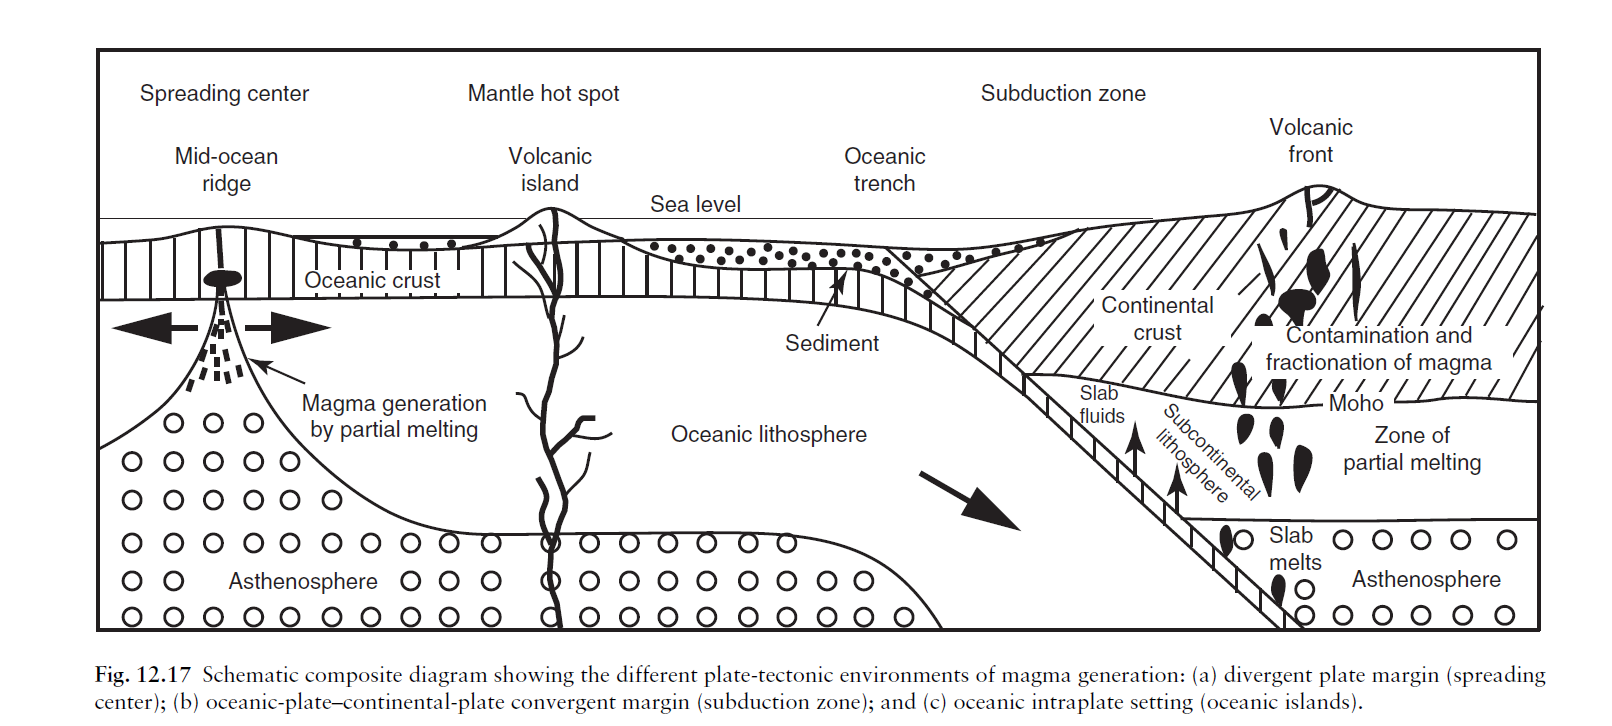 Spreading center
Mantle hot spot
Subduction zone
Mid-ocean
ridge
Volcanic
island
Oceanic
trench
Volcanic
front
Sea level
Oceanic crust
Sediment
Continental
crust
Contamination and
fractionation of magma
Magma generation
by partial melting
Oceanic lithosphere
Slab
fluids
Subcontinental
lithosphere
Moho
Zone of
partial melting
Slab
melts
Asthenosphere
Asthenosphere
Fig. 12.17 Schematic composite diagram showing the different plate-tectonic environments of magma generation: (a) divergent plate margin (spreading
center); (b) oceanic-plate–continental-plate convergent margin (subduction zone); and (c) oceanic intraplate setting (oceanic islands).